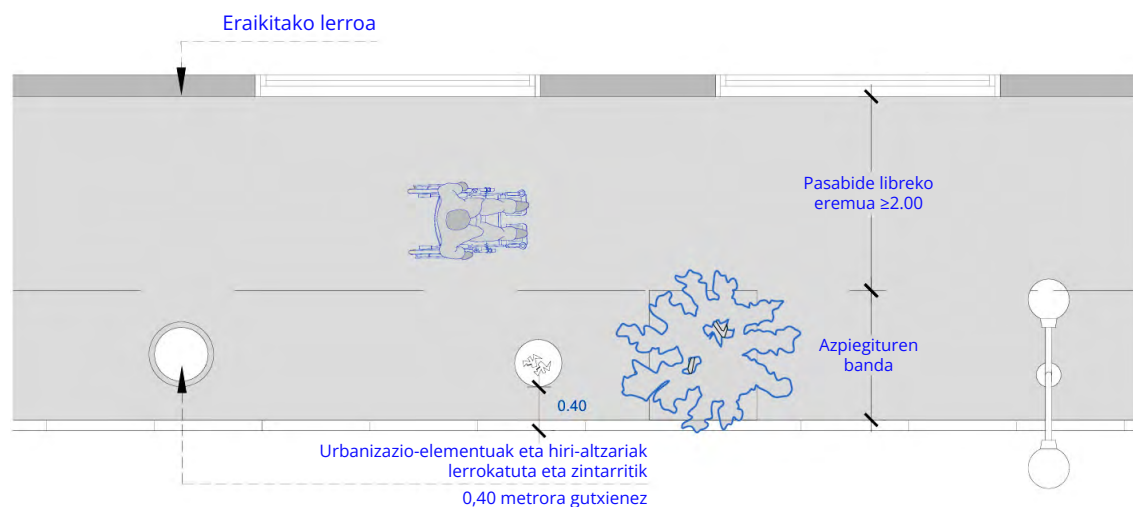 Eraikitako lerroa
Pasabide libreko
eremua ≥2.00
Azpiegituren
banda
0.40
Urbanizazio-elementuak eta hiri-altzariak
lerrokatuta eta zintarritik
0,40 metrora gutxienez